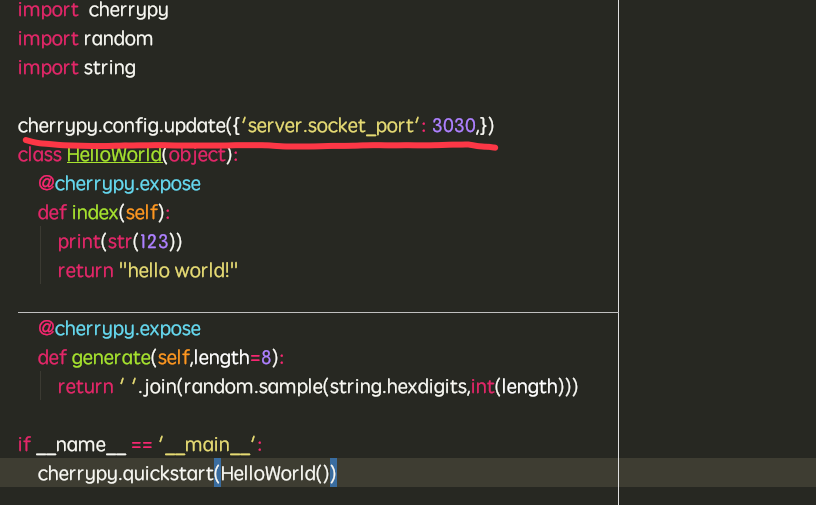 import  cherrypy
import random
import string
cherrypy.config.update({'server.socket_port': 3030,})
class HelloWorld(object):
@cherrypy.expose
def index(self):
print(str(123))
return "hello world!"
@cherrypy.expose
def generate(self,length=8):
return ' '.join(random.sample(string.hexdigits,int(length)))
if __name__ == '__main__':
cherrypy.quickstart(HelloWorld())